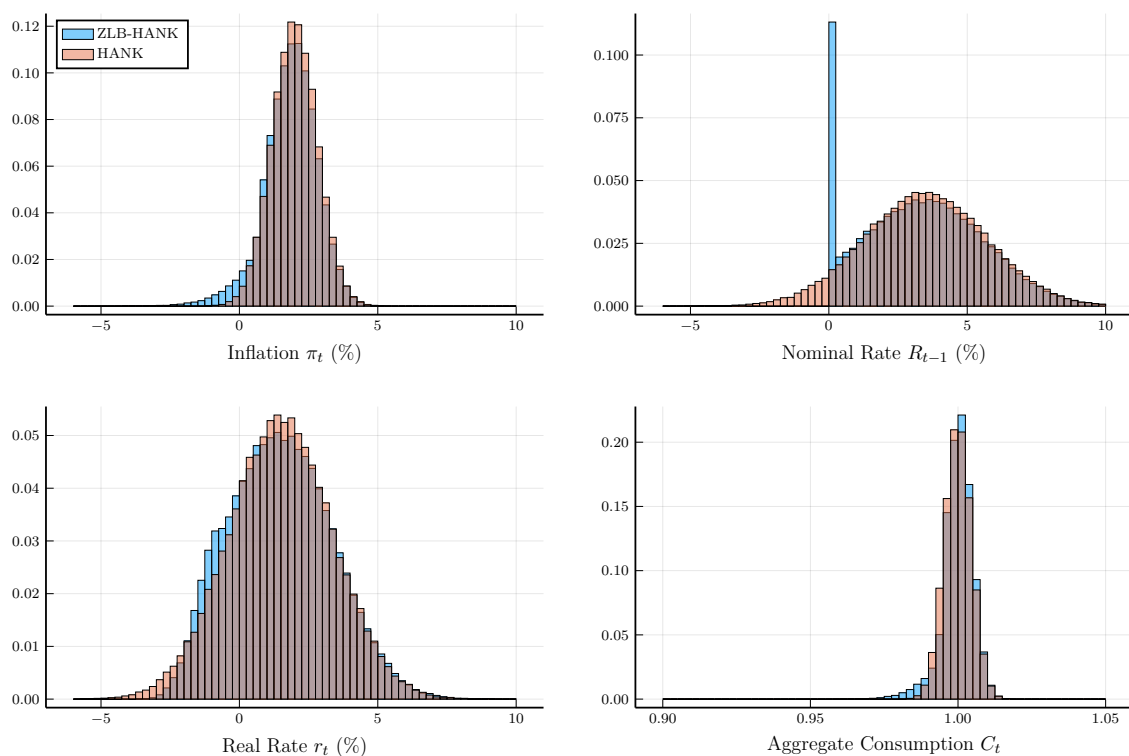 ZLB-HANK
HANK
0.12
0.10
0.08
0.06
0.04
0.02
0.00
−5 0 5 10
Inflation πt (%)
0.100
0.075
0.050
0.025
0.000
−5 0 5 10
Nominal Rate Rt−1 (%)
0.05
0.04
0.03
0.02
0.01
0.00
−5 0 5 10
Real Rate rt (%)
0.20
0.15
0.10
0.05
0.00
0.90 0.95 1.00 1.05
Aggregate Consumption Ct